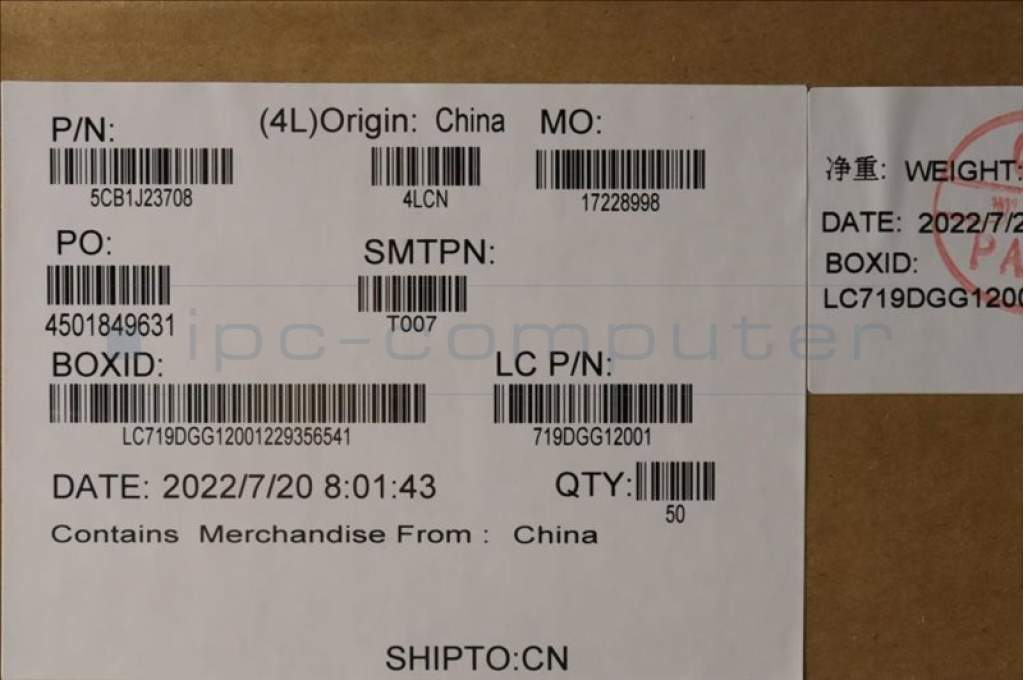 P/N: (4L)Origin: China MO:
5CB1J23708 4LCN 17228998
PO: SMTPN:
4501849631 T007
ipc-computer
BOXID: LC P/N:
LC719DGG12001229356541 719DGG12001
DATE: 2022/7/20 8:01:43 QTY:
50
Contains Merchandise From : China
SHIPTO:CN
净重: WEIGHT:
DATE: 2022/7/2
BOXID:
LC719DGG1200